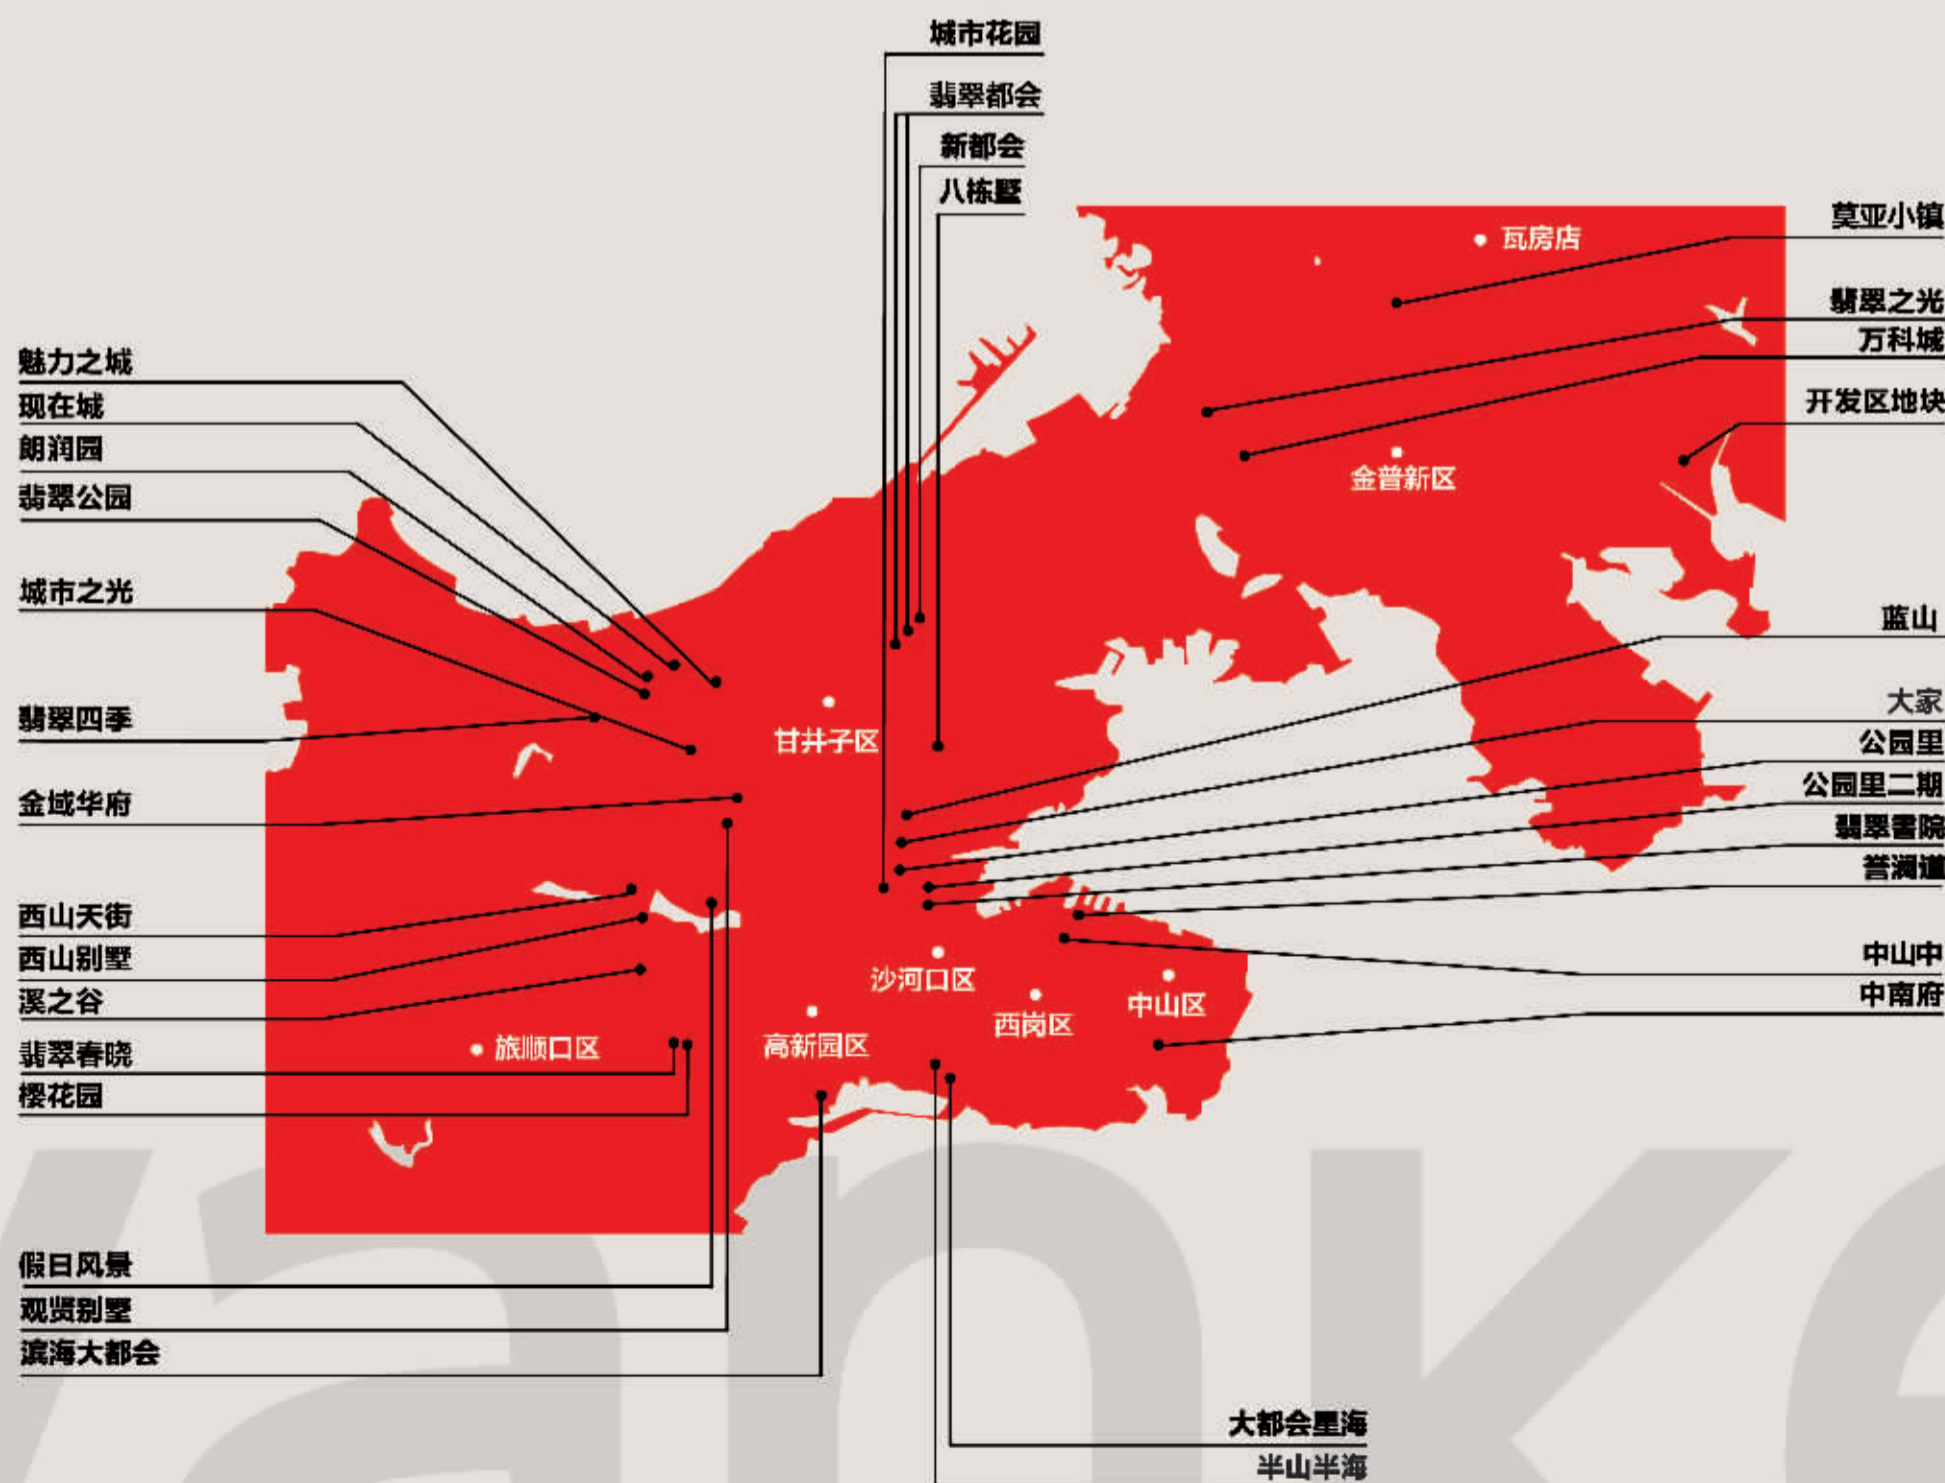 城市花园
翡翠都会
新都会
八栋墅
魅力之城
现在城
朗润园
翡翠公园
城市之光
翡翠四季
金域华府
西山天街
西山别墅
溪之谷
翡翠春晓
樱花园
假日风景
观贤别墅
滨海大都会
瓦房店
金普新区
甘井子区
沙河口区
西岗区
中山区
高新园区
旅顺口区
莫亚小镇
翡翠之光
万科城
开发区地块
蓝山
大家
公园里
公园里二期
翡翠書院
誉澜道
中山中
中南府
大都会星海
半山半海
vanke